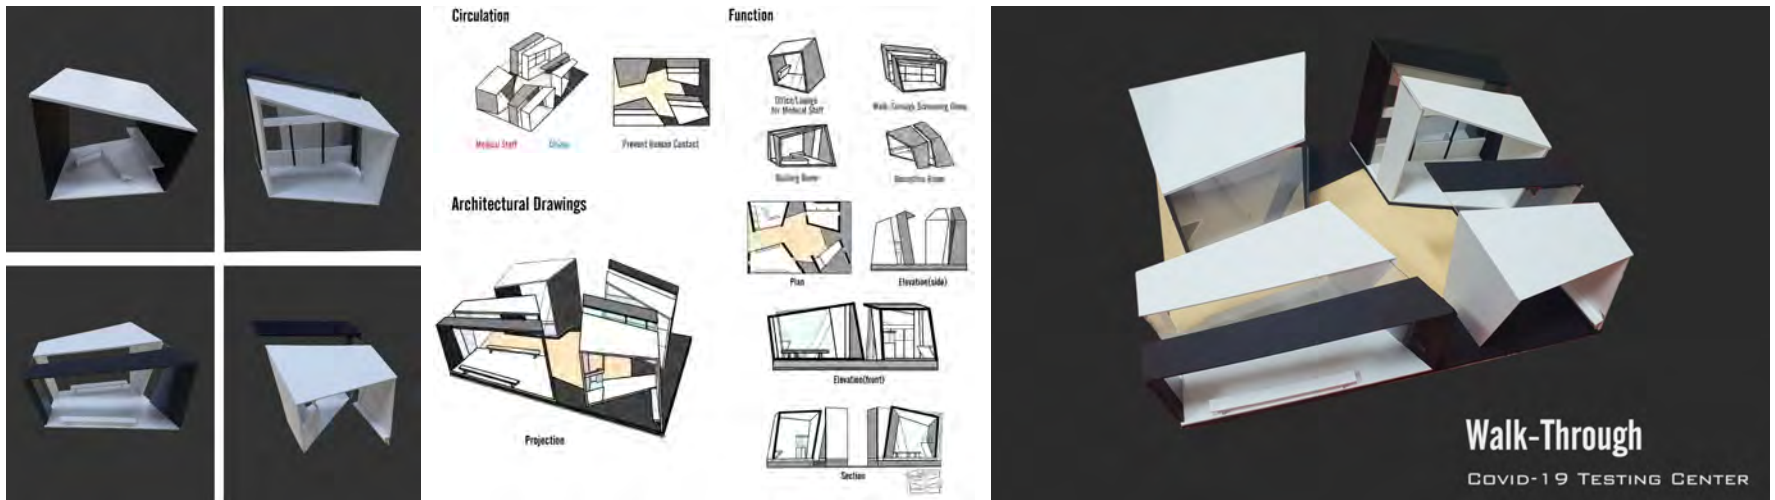 Circulation
Function
Office/Lounge
for Medical Staff
Walk-Through Screening Room
Medical Staff
Prevent Human Contact
Waiting Room
Reception Room
Architectural Drawings
Plan
Elevation(side)
Elevation(front)
Projection
Section
Walk-Through
COVID-19 TESTING CENTER